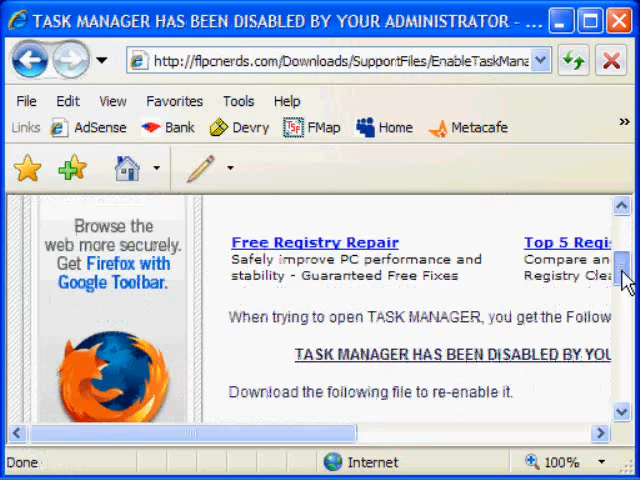 TASK MANAGER HAS BEEN DISABLED BY YOUR ADMINISTRATOR - ...
http://flpcnerds.com/Downloads/SupportFiles/EnableTaskMana
File Edit View Favorites Tools Help
Links AdSense Bank Devry FMap Home Metacafe »
Browse the
web more securely.
Get Firefox with
Google Toolbar.
Free Registry Repair
Safely improve PC performance and
stability - Guaranteed Free Fixes
Top 5 Regis
Compare an
Registry Clea
When trying to open TASK MANAGER, you get the Follow
TASK MANAGER HAS BEEN DISABLED BY YOU
Download the following file to re-enable it.
Done Internet 100%